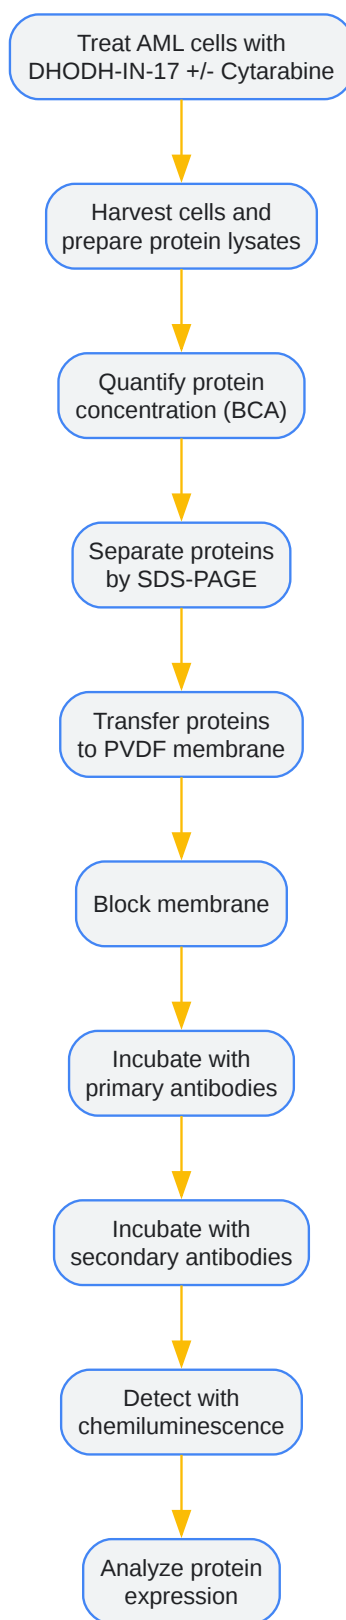 Treat AML cells with
DHODH-IN-17 +/- Cytarabine
Harvest cells and
prepare protein lysates
Quantify protein
concentration (BCA)
Separate proteins
by SDS-PAGE
Transfer proteins
to PVDF membrane
Block membrane
Incubate with
primary antibodies
Incubate with
secondary antibodies
Detect with
chemiluminescence
Analyze protein
expression